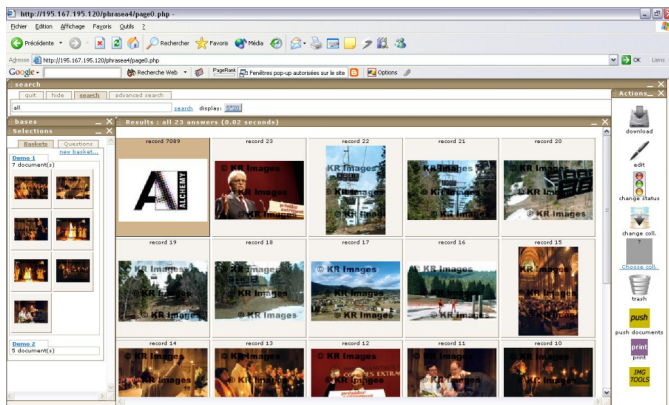 http://195.167.195.120/phrasea4/page0.php -
Fichier Edition Affichage Favoris Outils ?
Précédente Rechercher Favoris Média
Adresse http://195.167.195.120/phrasea4/page0.php OK Liens
Google Recherche Web PageRank Fenêtres pop-up autorisées sur le site Options
search
quit hide search advanced search
all
search display:
bases
Selections
Baskets Questions
new basket...
Demo 1
7 document(s)
Demo 2
5 document(s)
Results : all 23 answers (0.02 seconds)
record 7089 record 23 record 22 record 21 record 20
ALCHEMY
© KR Images
record 19 record 18 record 17 record 16 record 15
© KR Images
record 14 record 13 record 12 record 11 record 10
© KR Images
Actions
download
edit
change status
change coll.
?
Choose coll.
trash
push
push documents
print
print
IMG
TOOLS